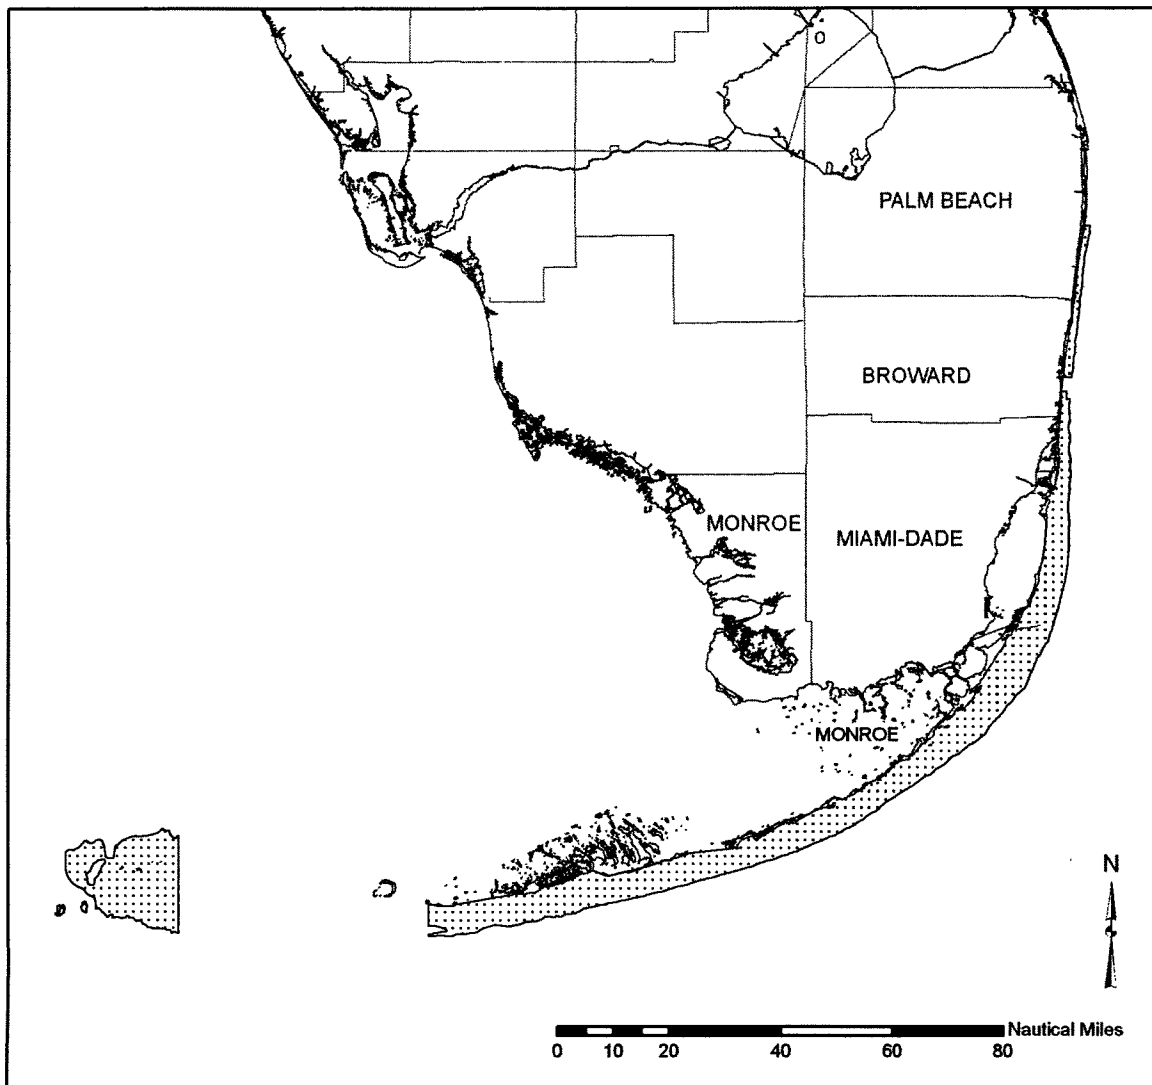 PALM BEACH
BROWARD
MONROE
MIAMI-DADE
MONROE
N
Nautical Miles
0 10 20 40 60 80